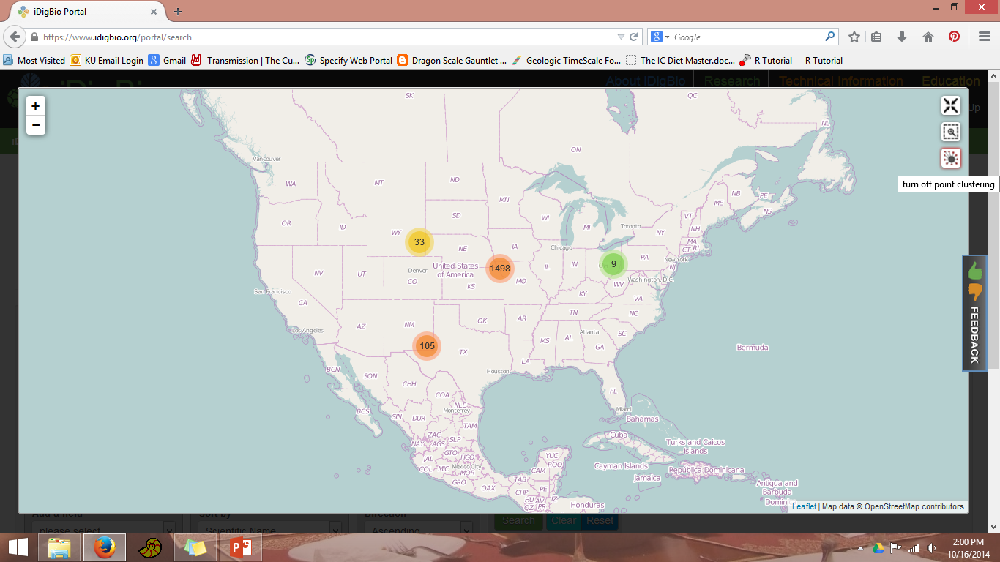 iDigBio Portal
https://www.idigbio.org/portal/search
Google
Most Visited KU Email Login Gmail Transmission | The Cu... Specify Web Portal Dragon Scale Gauntlet ... Geologic TimeScale Fo... The IC Diet Master.doc... R Tutorial — R Tutorial
About iDigBio Research Technical Information Education
Up
+
−
turn off point clustering
SK
QC
NL
ON
Vancouver
WA
MT
ND
MN
NB
PE
ME
NS
OR
ID
SD
WI
VT
NH
WY
MI
Toronto
NY
MA
33
NE
IA
Chicago
CT
RI
New York
NV
UT
Denver
CO
United States
of America
1498
IL
IN
9
PA
NJ
KS
MO
WV
Washington, D.C.
San Francisco
CA
KY
VA
Los Angeles
AZ
NM
OK
AR
TN
NC
Atlanta
SC
MS
AL
GA
105
TX
LA
Bermuda
Houston
BCN
SON
CHH
FL
COA
NLE
Monterrey
Miami
Bahamas
BCS
SIN
DUR
TAM
ZAC
SLP
NAY
AGS
Cuba
Turks and Caicos
Islands
JAL
GTO
HGO
YUC
ROO
COL
MIC
Mexico City
MOR
CAM
Cayman Islands
Republica Dominicana
Jamaica
GRO
OAX
TAB
CHP
PE
Antigua and
Barbuda
HU
AV
IZ
QZ
PR
Honduras
Leaflet | Map data © OpenStreetMap contributors
FEEDBACK
Add a field
Sort by
Direction
please select
Scientific Name
Ascending
Search Clear Reset
2:00 PM
10/16/2014